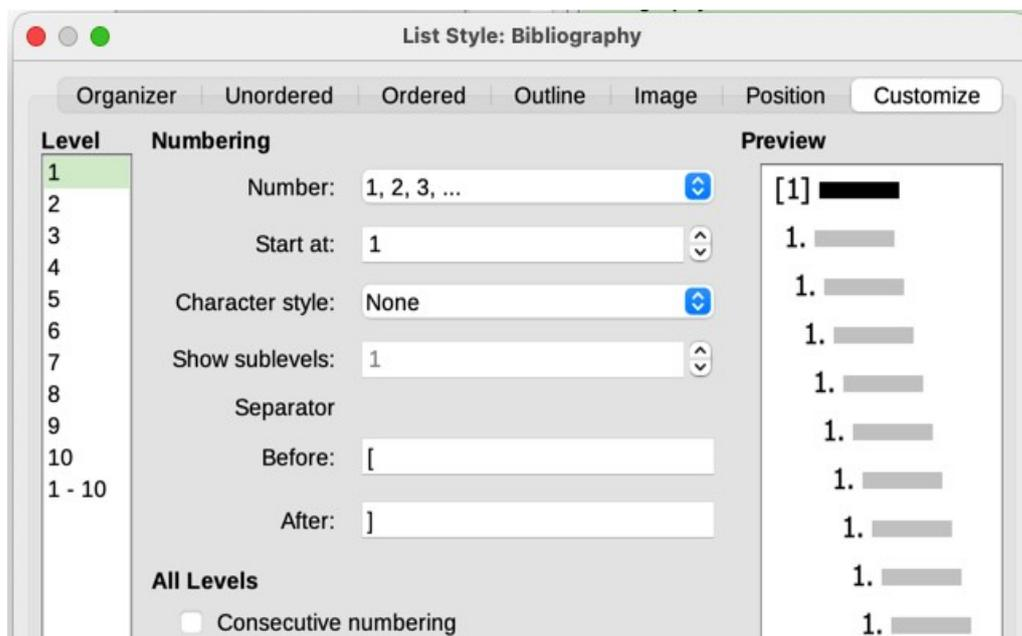 List Style: Bibliography
Organizer Unordered Ordered Outline Image Position Customize
Level
1
2
3
4
5
6
7
8
9
10
1 - 10
Numbering
Number: 1, 2, 3, ...
Start at: 1
Character style: None
Show sublevels: 1
Separator
Before: [
After: ]
All Levels
Consecutive numbering
Preview
[1]
1.
1.
1.
1.
1.
1.
1.
1.
1.